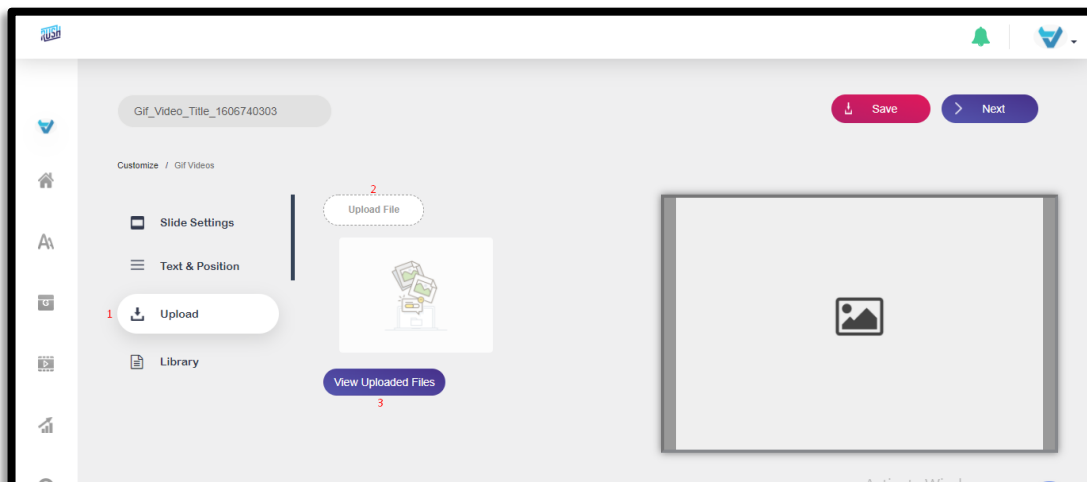 RUSH
Gif_Video_Title_1606740303
Save
Next
Customize / Gif Videos
2
Slide Settings
Upload File
Text & Position
1 Upload
Library
View Uploaded Files
3